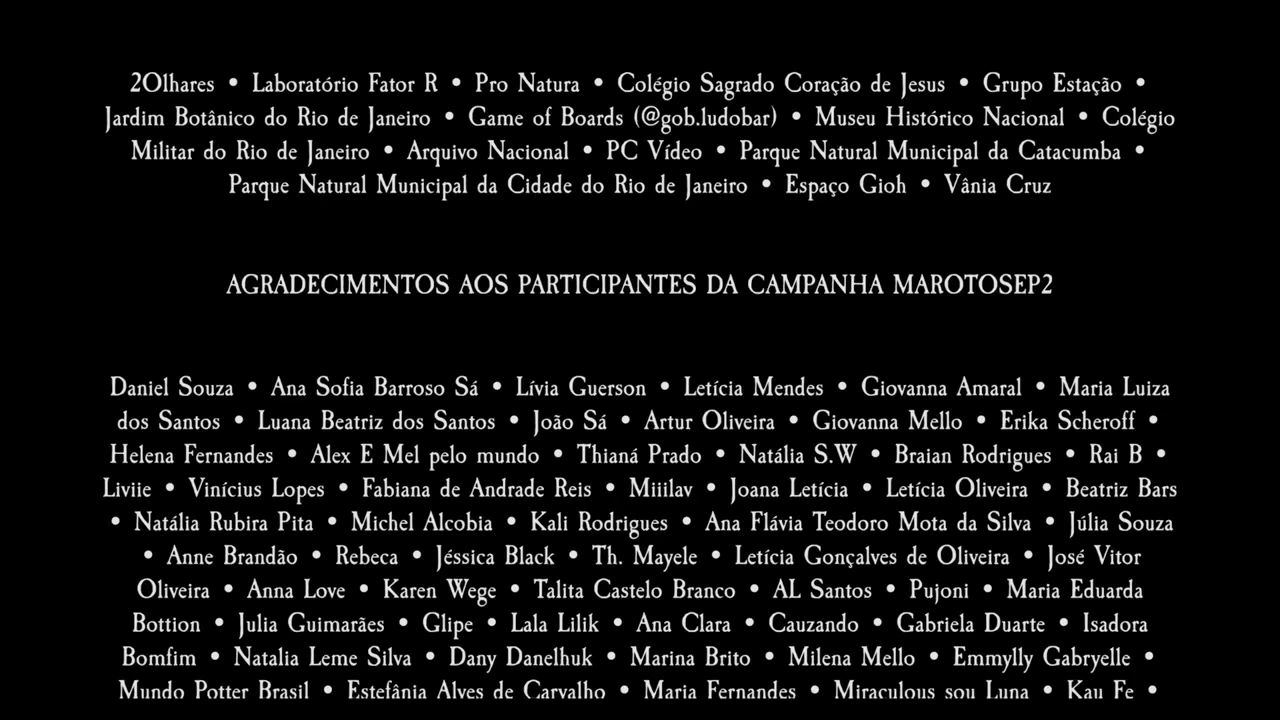 2Olhares • Laboratório Fator R • Pro Natura • Colégio Sagrado Coração de Jesus • Grupo Estação •
Jardim Botânico do Rio de Janeiro • Game of Boards (@gob.ludobar) • Museu Histórico Nacional • Colégio
Militar do Rio de Janeiro • Arquivo Nacional • PC Vídeo • Parque Natural Municipal da Catacumba •
Parque Natural Municipal da Cidade do Rio de Janeiro • Espaço Gioh • Vânia Cruz
AGRADECIMENTOS AOS PARTICIPANTES DA CAMPANHA MAROTOSEP2
Daniel Souza • Ana Sofia Barroso Sá • Lívia Guerson • Letícia Mendes • Giovanna Amaral • Maria Luiza
dos Santos • Luana Beatriz dos Santos • João Sá • Artur Oliveira • Giovanna Mello • Erika Scheroff •
Helena Fernandes • Alex E Mel pelo mundo • Thianá Prado • Natália S.W • Braian Rodrigues • Rai B •
Liviie • Vinícius Lopes • Fabiana de Andrade Reis • Miiilav • Joana Letícia • Letícia Oliveira • Beatriz Bars
• Natália Rubira Pita • Michel Alcobia • Kali Rodrigues • Ana Flávia Teodoro Mota da Silva • Júlia Souza
• Anne Brandão • Rebeca • Jéssica Black • Th. Mayele • Letícia Gonçalves de Oliveira • José Vitor
Oliveira • Anna Love • Karen Wege • Talita Castelo Branco • AL Santos • Pujoni • Maria Eduarda
Bottion • Julia Guimarães • Glipe • Lala Lilik • Ana Clara • Cauzando • Gabriela Duarte • Isadora
Bomfim • Natalia Leme Silva • Dany Danelhuk • Marina Brito • Milena Mello • Emmylly Gabryelle •
Mundo Potter Brasil • Estefânia Alves de Carvalho • Maria Fernandes • Miraculous sou Luna • Kau Fe •